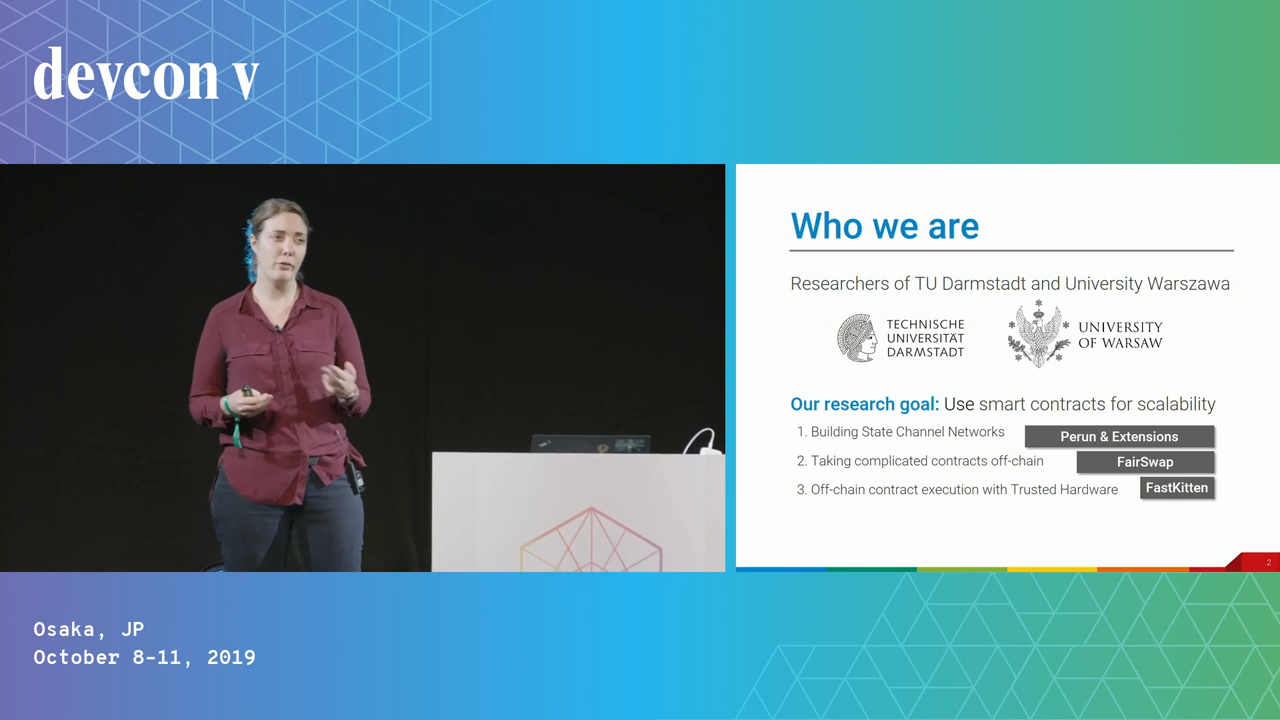 devcon v
Who we are
Researchers of TU Darmstadt and University Warszawa
TECHNISCHE
UNIVERSITÄT
DARMSTADT
UNIVERSITY
OF WARSAW
Our research goal: Use smart contracts for scalability
1. Building State Channel Networks
Perun & Extensions
2. Taking complicated contracts off-chain
FairSwap
3. Off-chain contract execution with Trusted Hardware
FastKitten
2
Osaka, JP
October 8-11, 2019